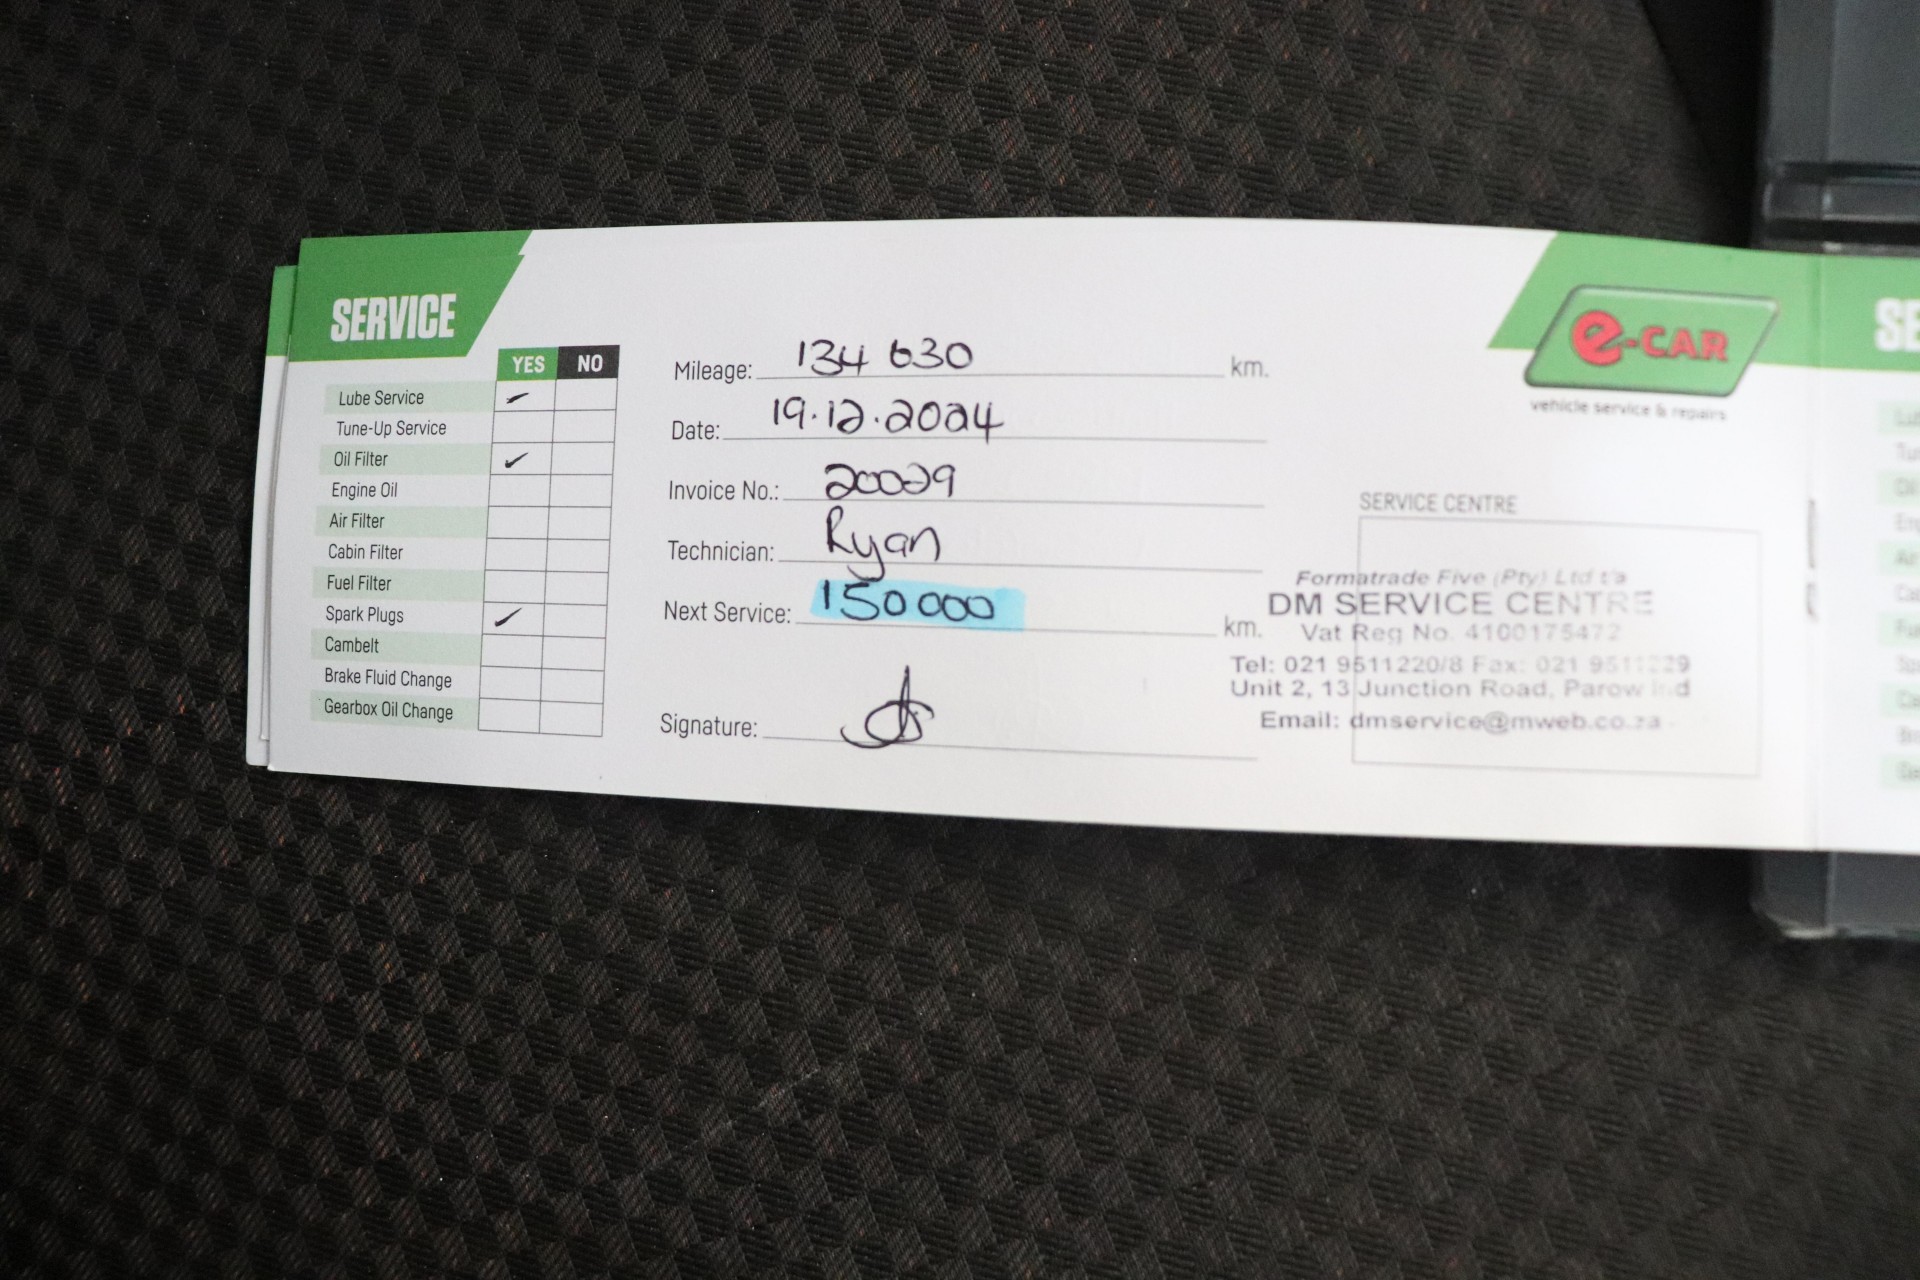 SERVICE
YES NO
Lube Service ✓
Tune-Up Service
Oil Filter ✓
Engine Oil
Air Filter
Cabin Filter
Fuel Filter
Spark Plugs ✓
Cambelt
Brake Fluid Change
Gearbox Oil Change
Mileage: 134 630 km.
Date: 19.12.2024
Invoice No.: 20029
Technician: Ryan
Next Service: 150 000 km.
Signature:
e-CAR
vehicle service & repairs
SERVICE CENTRE
Formatrade Five (Pty) Ltd t/a
DM SERVICE CENTRE
Vat Reg No. 4100175472
Tel: 021 9511220/8 Fax: 021 9511229
Unit 2, 13 Junction Road, Parow Ind
Email: dmservice@mweb.co.za
SE